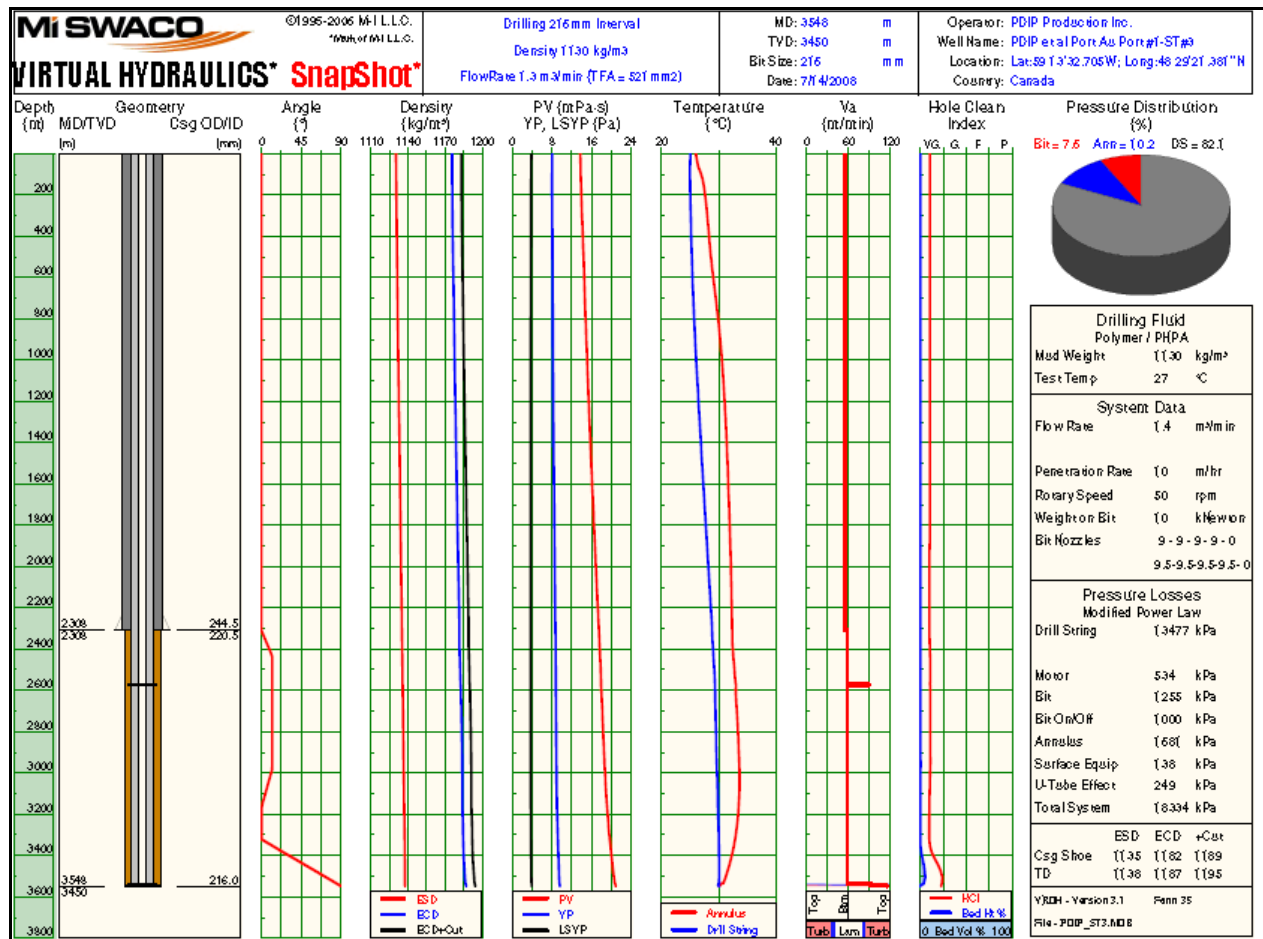 Mi SWACO
©1995-2006 M-I L.L.C.
*Mark of M-I L.L.C.
VIRTUAL HYDRAULICS* SnapShot*
Drilling 216mm Interval
Density 1130 kg/m3
FlowRate 1.3 m3/min (TFA = 521 mm2)
MD: 3548 m
TVD: 3450 m
Bit Size: 216 mm
Date: 7/14/2008
Operator: PDIP Production Inc.
Well Name: PDIP et al Port Au Port#1-ST#3
Location: Lat:59 13'32.705W; Long:48 29'21.381"N
Country: Canada
Depth (m)
Geometry
MD/TVD Csg OD/ID
(m) (mm)
Angle (°)
0 45 90
Density (kg/m³)
1110 1140 1170 1200
PV (mPa·s)
YP, LSYP (Pa)
0 8 16 24
Temperature (°C)
20 40
Va (m/min)
0 60 120
Hole Clean Index
VG G F P
Pressure Distribution (%)
Bit = 7.6 Ann = 10.2 DS = 82.1
200
400
600
800
1000
1200
1400
1600
1800
2000
2200
2400
2600
2800
3000
3200
3400
3600
3800
2308 244.5
2308 220.5
3548 216.0
3450
ESD
ECD
ECD+Cut
PV
YP
LSYP
Annulus
Drill String
Top Btm Top
Turb Lam Turb
HCI
Bed Ht %
0 Bed Vol % 100
Drilling Fluid
Polymer / PHPA
Mud Weight 1130 kg/m³
Test Temp 27 °C
System Data
Flow Rate 1.4 m³/min
Penetration Rate 10 m/hr
Rotary Speed 50 rpm
Weight on Bit 10 kNewton
Bit Nozzles 9 - 9 - 9 - 9 - 0
9.5-9.5-9.5-9.5- 0
Pressure Losses
Modified Power Law
Drill String 13477 kPa
Motor 534 kPa
Bit 1255 kPa
Bit On/Off 1000 kPa
Annulus 1681 kPa
Surface Equip 138 kPa
U-Tube Effect 249 kPa
Total System 18334 kPa
ESD ECD +Cut
Csg Shoe 1135 1182 1189
TD 1138 1187 1195
VRDH - Version 3.1 Fann 35
File - PDIP_ST3.MDB